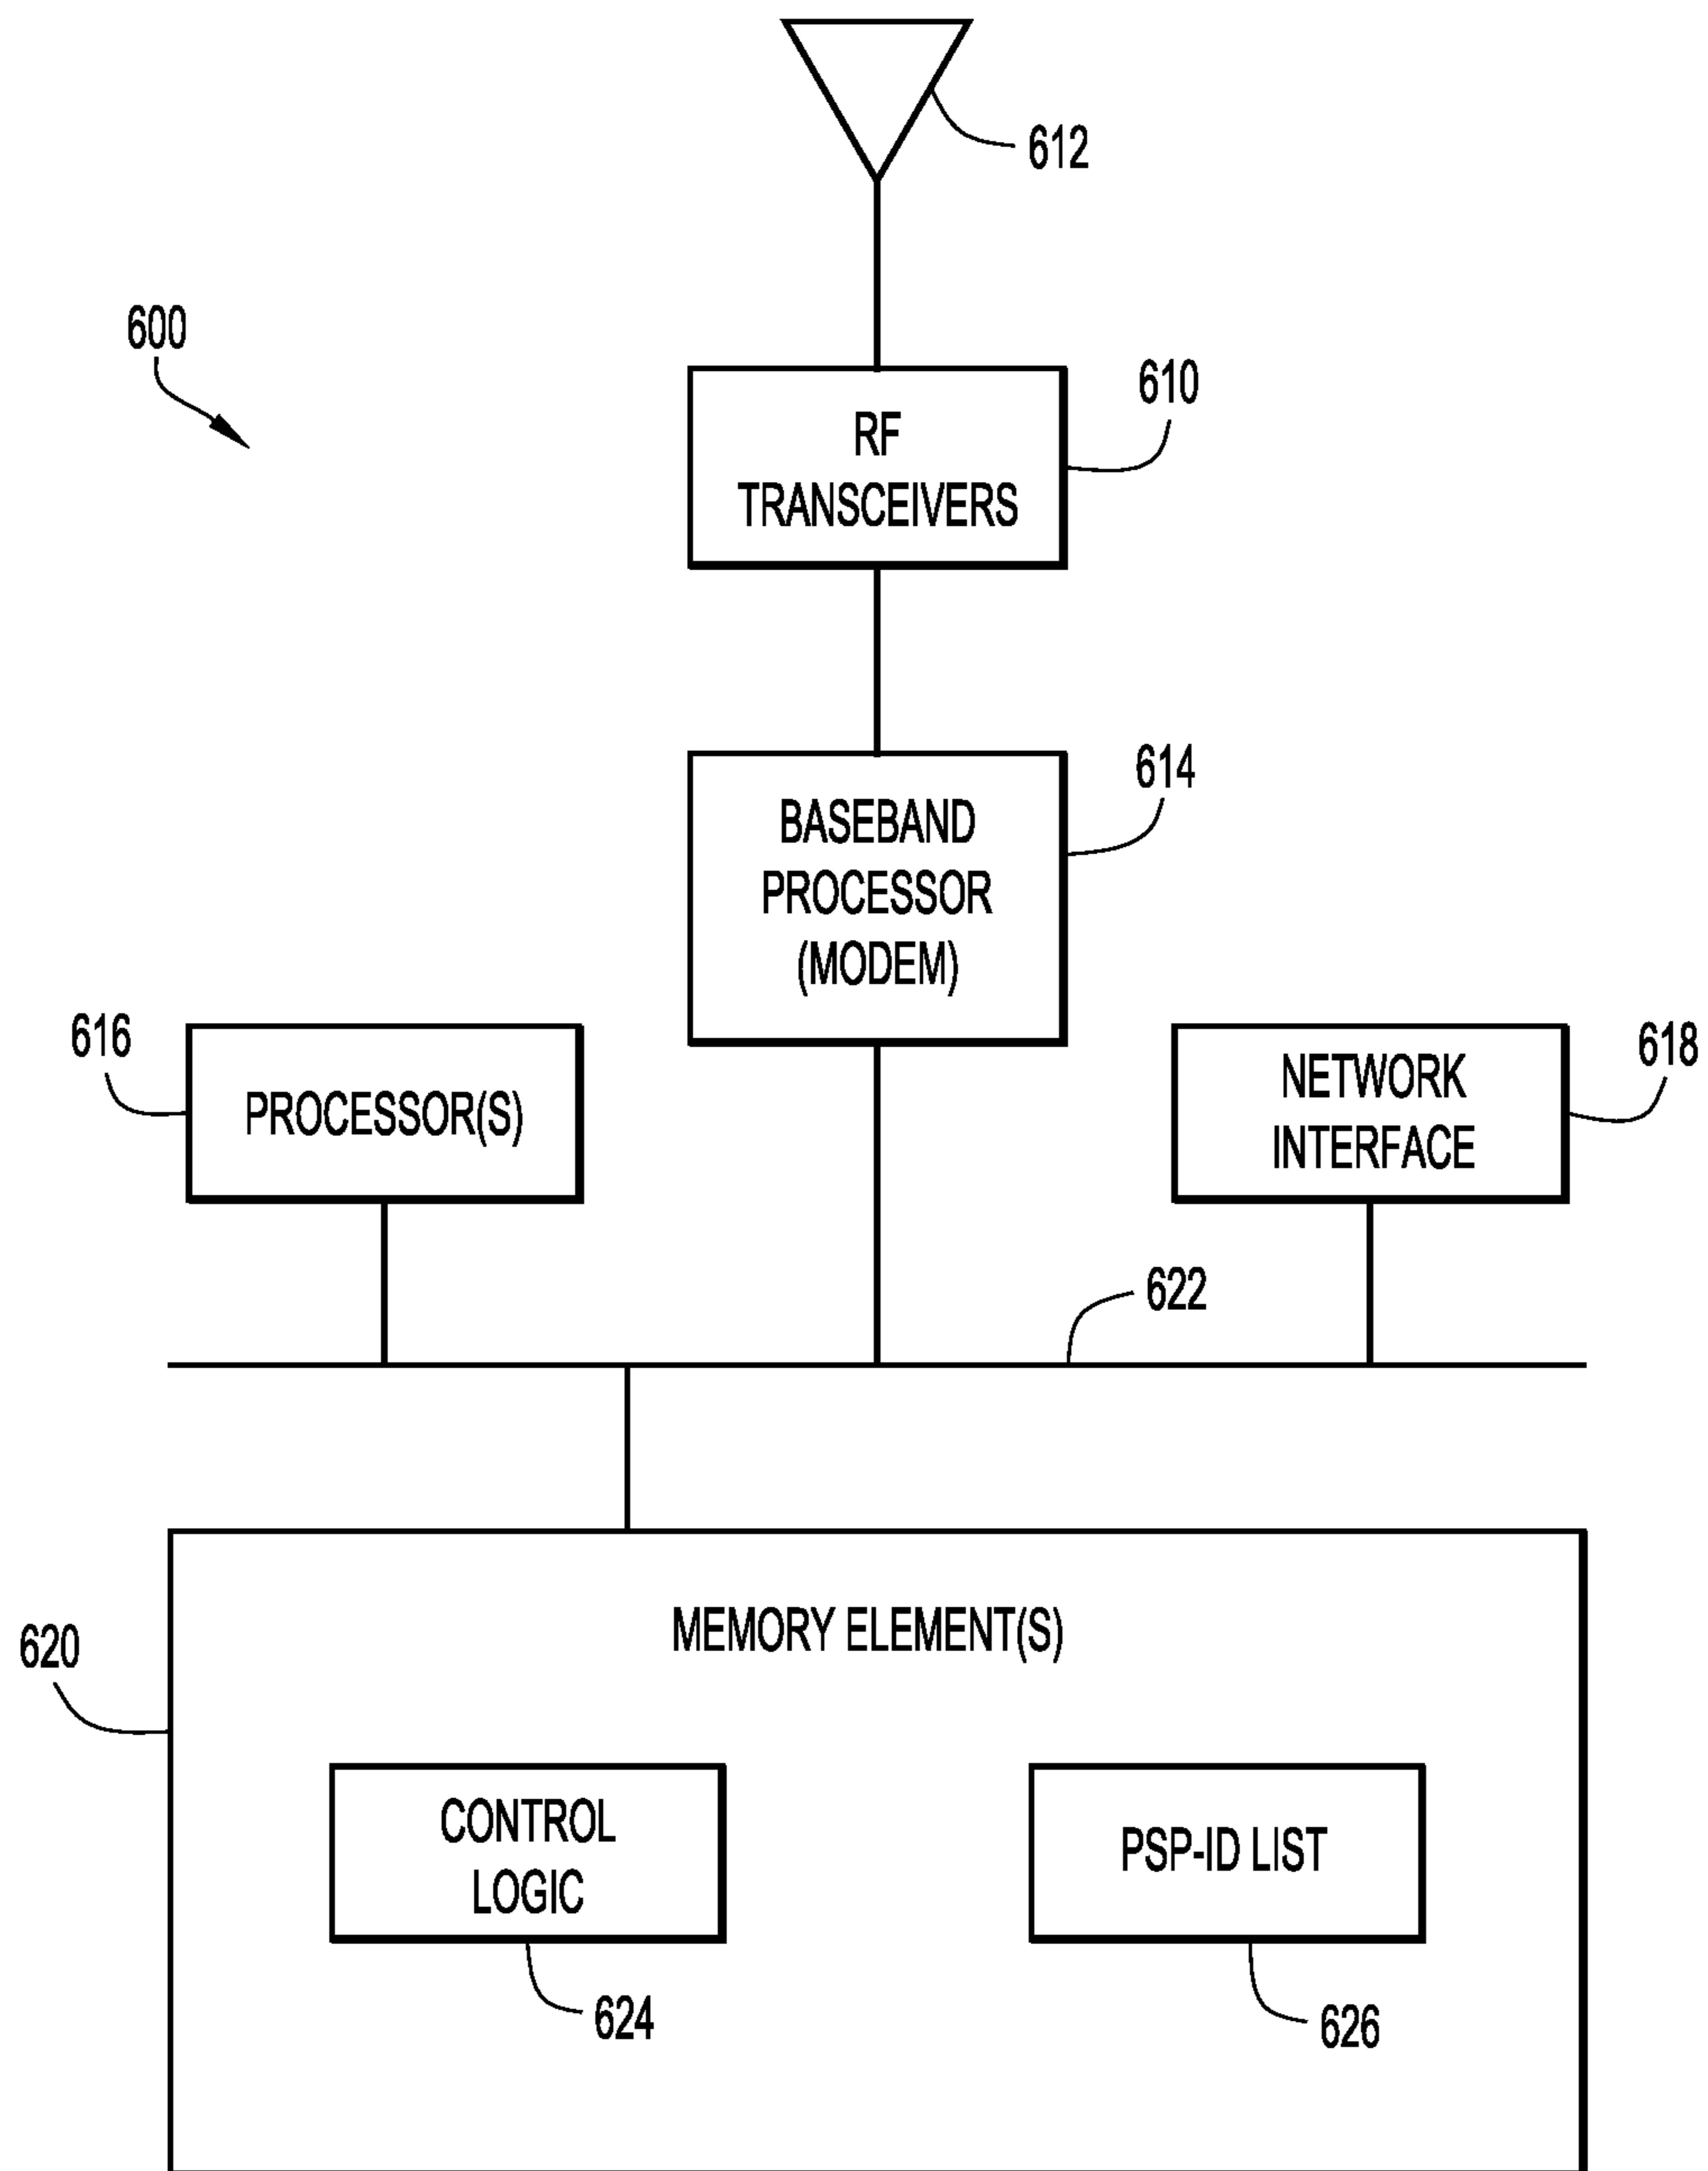 612
600
610
RF
TRANSCEIVERS
614
BASEBAND
PROCESSOR
(MODEM)
616
PROCESSOR(S)
618
NETWORK
INTERFACE
622
620
MEMORY ELEMENT(S)
CONTROL
LOGIC
PSP-ID LIST
624
626